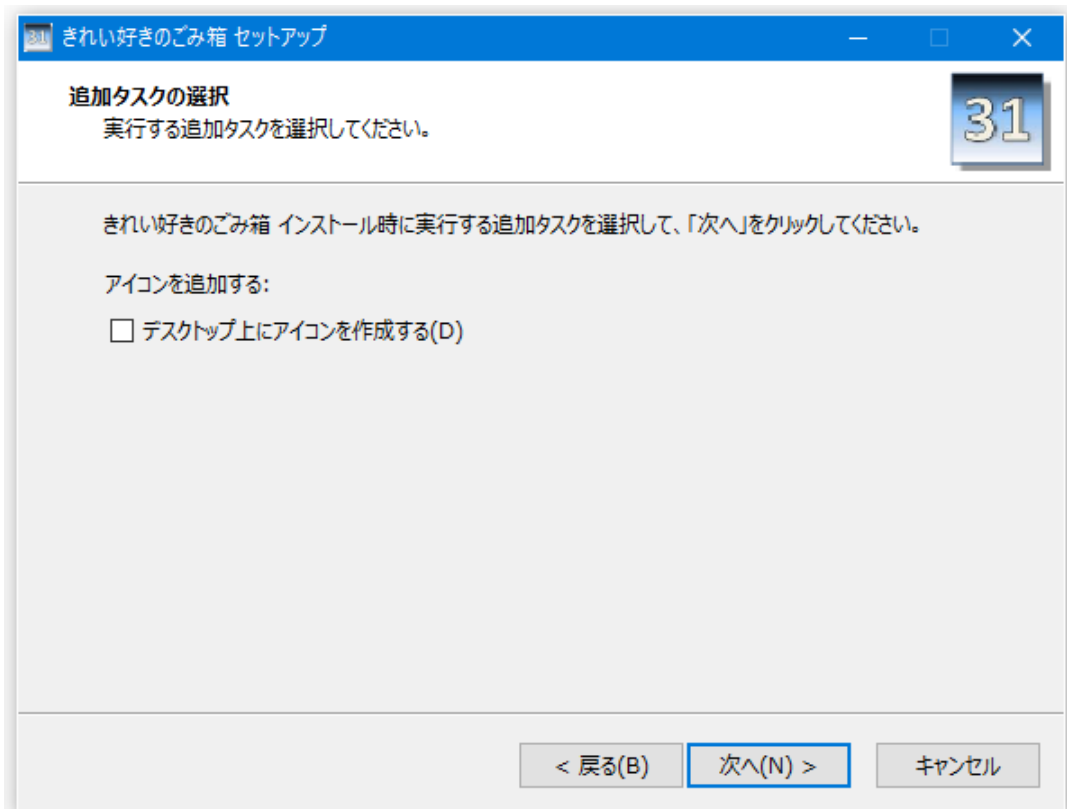 31 きれい好きのごみ箱 セットアップ
追加タスクの選択
実行する追加タスクを選択してください。
31
きれい好きのごみ箱 インストール時に実行する追加タスクを選択して、「次へ」をクリックしてください。
アイコンを追加する:
デスクトップ上にアイコンを作成する(D)
< 戻る(B)
次へ(N) >
キャンセル